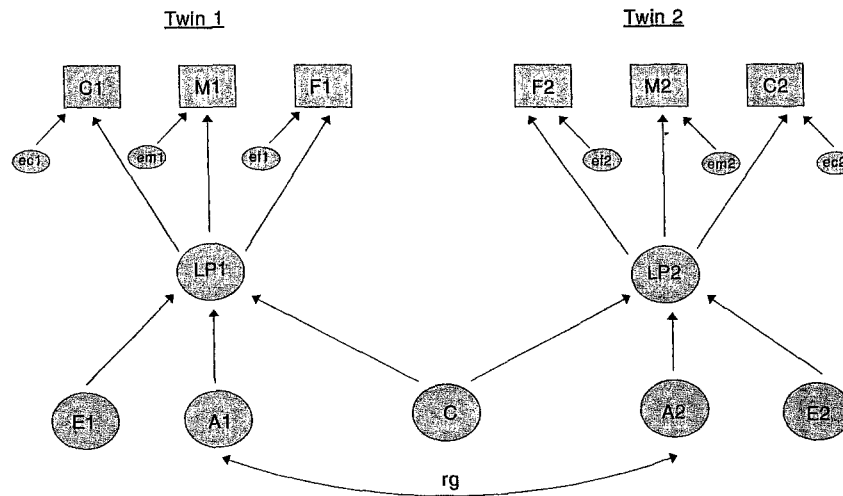 Twin 1 Twin 2
C1 M1 F1 F2 M2 C2
ec1 em1 ef1 ef2 em2 ec2
LP1 LP2
E1 A1 C A2 E2
rg